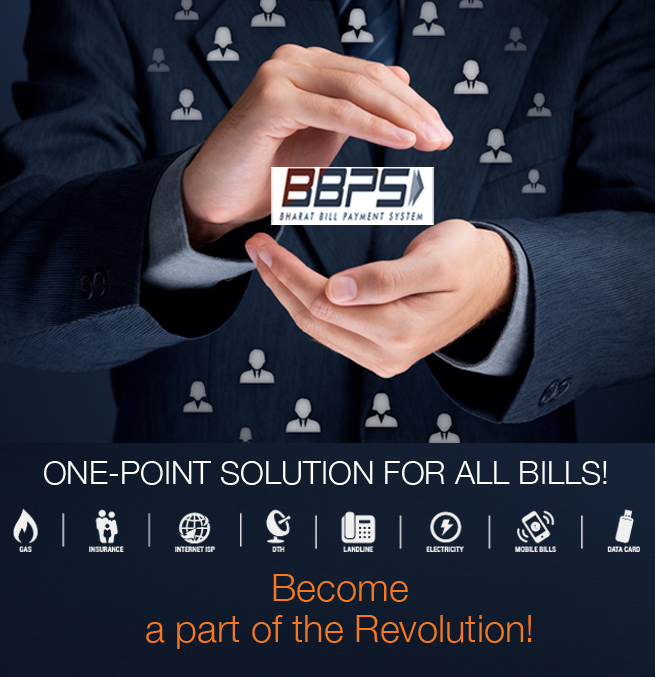 BBPS
BHARAT BILL PAYMENT SYSTEM
ONE-POINT SOLUTION FOR ALL BILLS!
GAS
INSURANCE
INTERNET ISP
DTH
LANDLINE
ELECTRICITY
MOBILE BILLS
DATA CARD
Become
a part of the Revolution!